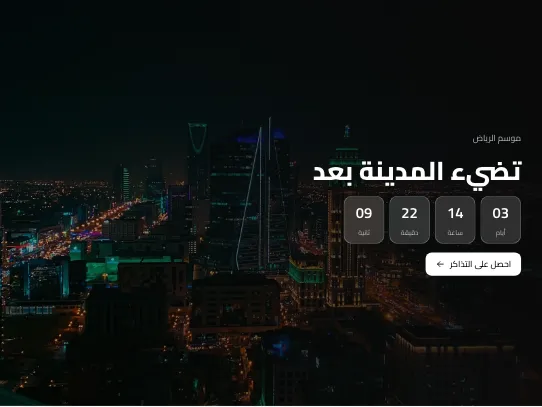 موسم الرياض
تضيء المدينة بعد
03 14 22 09
أيام ساعة دقيقة ثانية
احصل على التذاكر ←